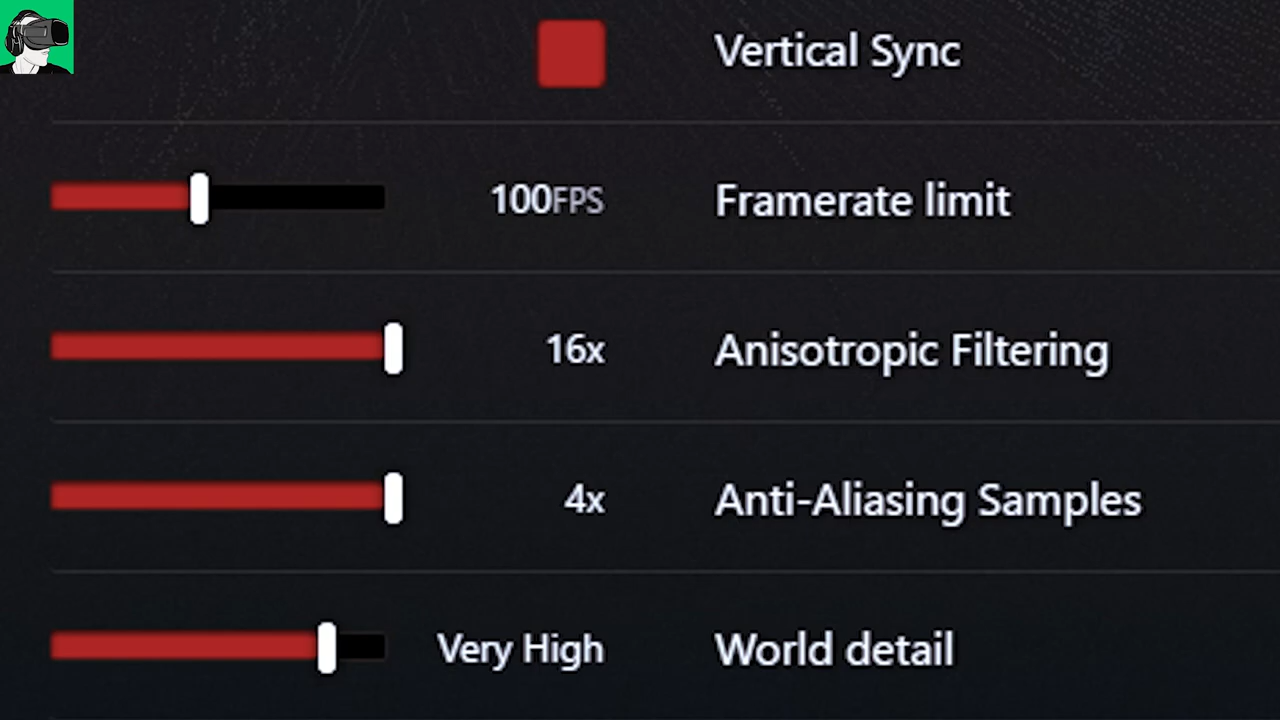 Vertical Sync
100FPS Framerate limit
16x Anisotropic Filtering
4x Anti-Aliasing Samples
Very High World detail